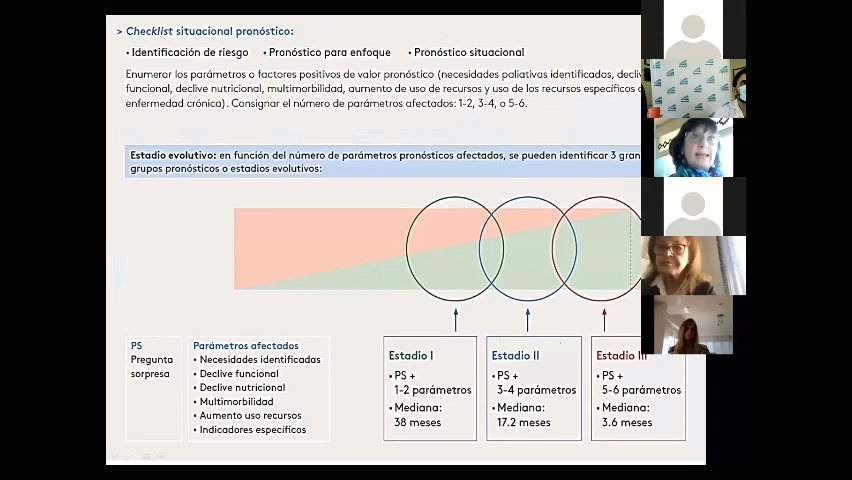 > Checklist situacional pronóstico:
• Identificación de riesgo • Pronóstico para enfoque • Pronóstico situacional
Enumerar los parámetros o factores positivos de valor pronóstico (necesidades paliativas identificadas, decliv
funcional, declive nutricional, multimorbilidad, aumento de uso de recursos y uso de los recursos específicos
enfermedad crónica). Consignar el número de parámetros afectados: 1-2, 3-4, o 5-6.
Estadio evolutivo: en función del número de parámetros pronósticos afectados, se pueden identificar 3 gran
grupos pronósticos o estadios evolutivos:
PS
Pregunta
sorpresa
Parámetros afectados
• Necesidades identificadas
• Declive funcional
• Declive nutricional
• Multimorbilidad
• Aumento uso recursos
• Indicadores específicos
Estadio I
• PS +
1-2 parámetros
• Mediana:
38 meses
Estadio II
• PS +
3-4 parámetros
• Mediana:
17.2 meses
Estadio III
• PS +
5-6 parámetros
• Mediana:
3.6 meses